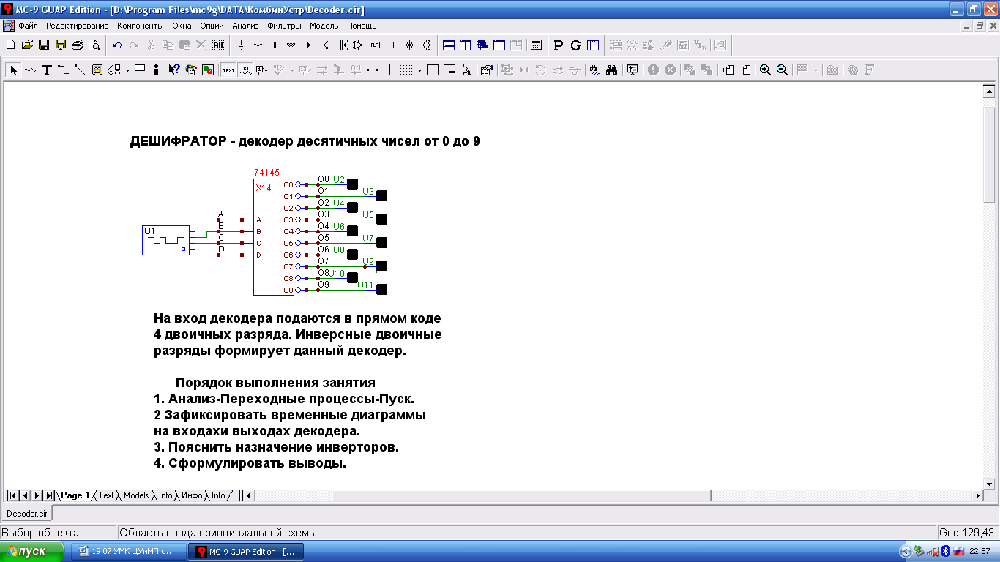 MC-9 GUAP Edition - [D:\Program Files\mc9g\DATA\КомбинУстр\Decoder.cir]
Файл Редактирование Компоненты Окна Опции Анализ Фильтры Модель Помощь
P G
T TEXT R1 F
ДЕШИФРАТОР - декодер десятичных чисел от 0 до 9
74145
X14
O0 O0 U2
O1 O1 U3
O2 O2 U4
A A O3 O3 U5
U1 B B O4 O4 U6
C C O5 O5 U7
D D O6 O6 U8
O7 O7 U9
O8 O8 U10
O9 O9 U11
На вход декодера подаются в прямом коде
4 двоичных разряда. Инверсные двоичные
разряды формирует данный декодер.
Порядок выполнения занятия
1. Анализ-Переходные процессы-Пуск.
2 Зафиксировать временные диаграммы
на входахи выходах декодера.
3. Пояснить назначение инверторов.
4. Сформулировать выводы.
Page 1 Text Models Info Инфо Info
Decoder.cir
Выбор объекта Область ввода принципиальной схемы Grid 129,43
пуск 19 07 УМК ЦУиМП.d... MC-9 GUAP Edition - [... 22:57